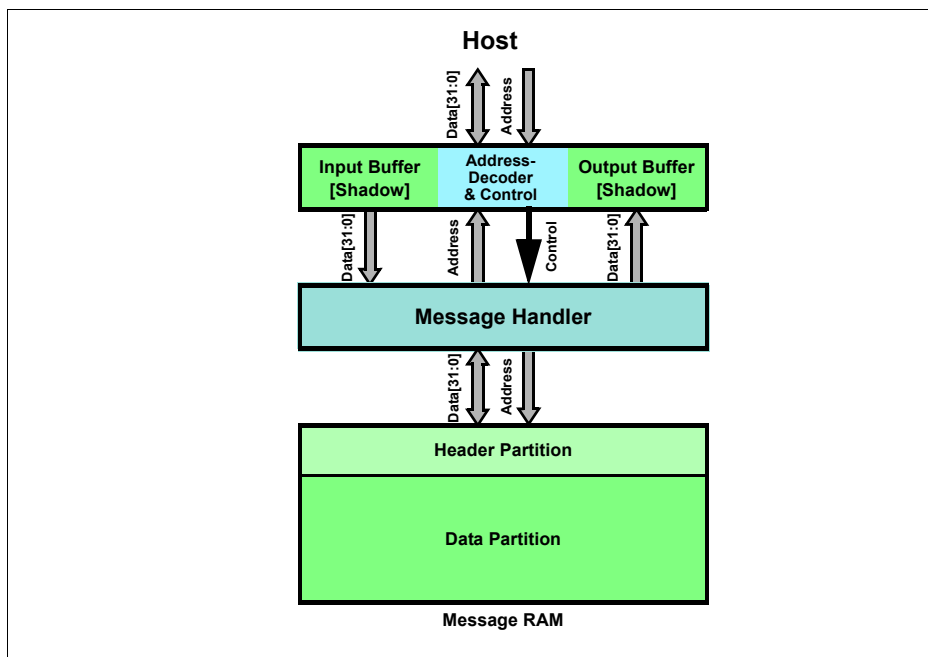 Host
Data[31:0]
Address
Input Buffer
[Shadow]
Address-
Decoder
& Control
Output Buffer
[Shadow]
Data[31:0]
Address
Control
Data[31:0]
Message Handler
Data[31:0]
Address
Header Partition
Data Partition
Message RAM